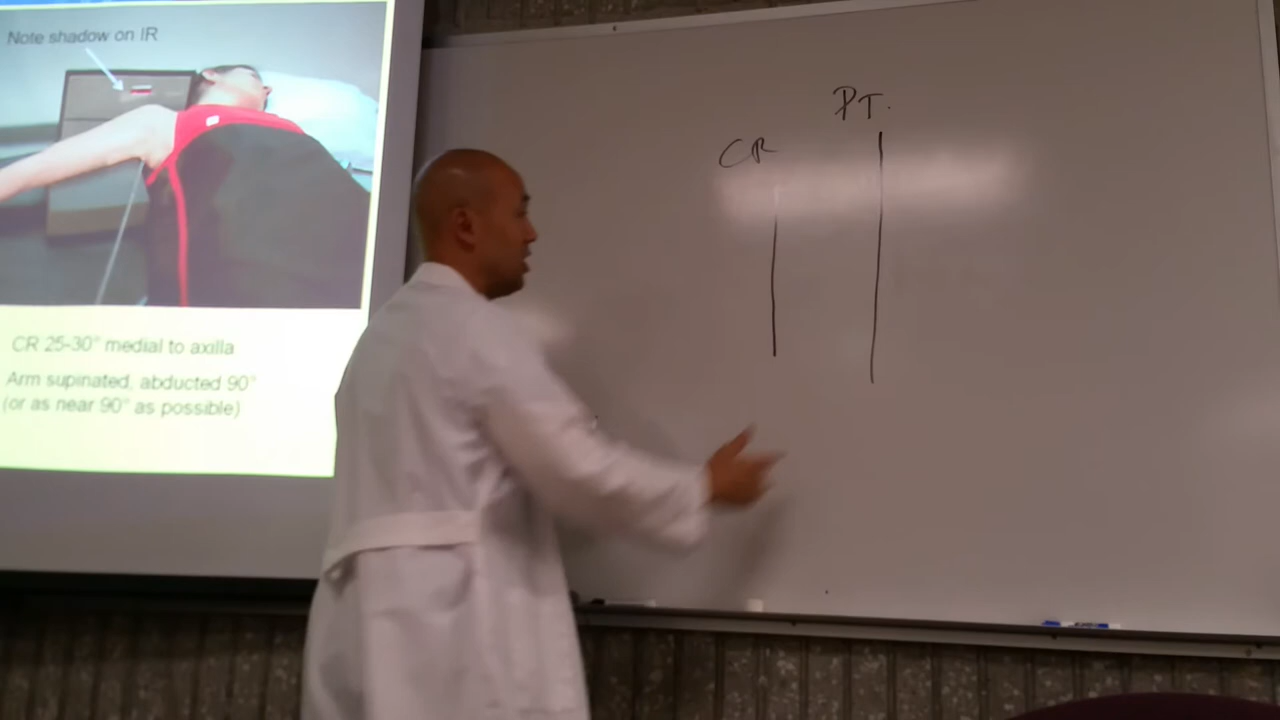 Note shadow on IR
CR 25-30° medial to axilla
Arm supinated, abducted 90°
(or as near 90° as possible)
PT.
CR